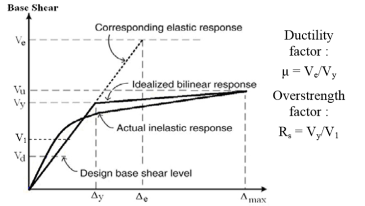 Base Shear
Corresponding elastic response
Ve
Idealized bilinear response
Vu
Vy
Actual inelastic response
V1
Vd
Design base shear level
Δy
Δe
Δmax
Ductility
factor :
μ = Ve/Vy
Overstrength
factor :
Rs = Vy/V1